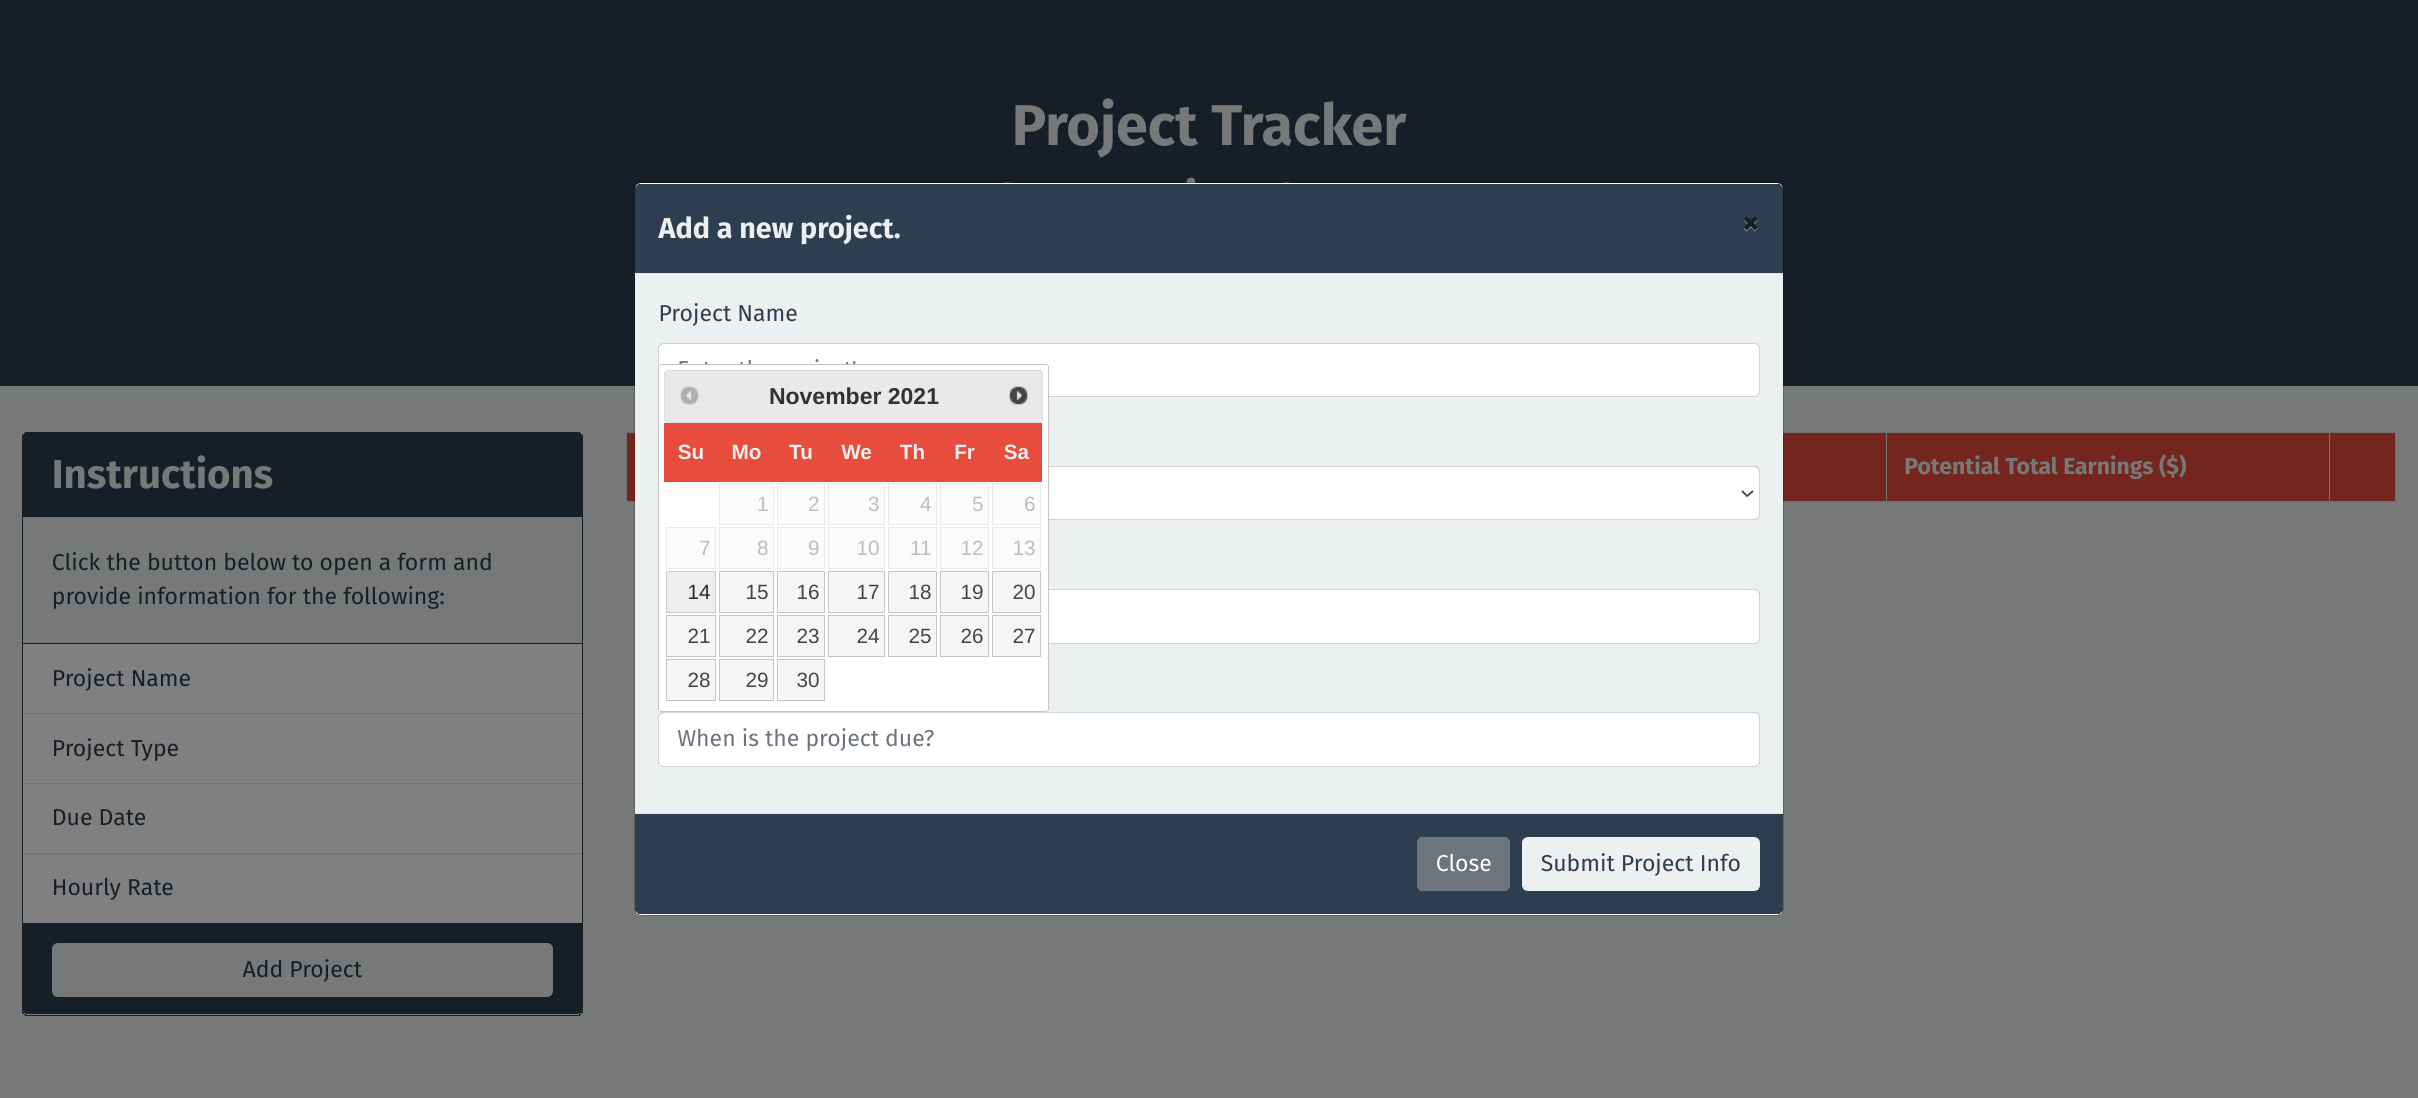 Project Tracker
Add a new project.
Project Name
November 2021
Su Mo Tu We Th Fr Sa
1 2 3 4 5 6
7 8 9 10 11 12 13
14 15 16 17 18 19 20
21 22 23 24 25 26 27
28 29 30
When is the project due?
Close Submit Project Info
Instructions
Click the button below to open a form and
provide information for the following:
Project Name
Project Type
Due Date
Hourly Rate
Add Project
Potential Total Earnings ($)